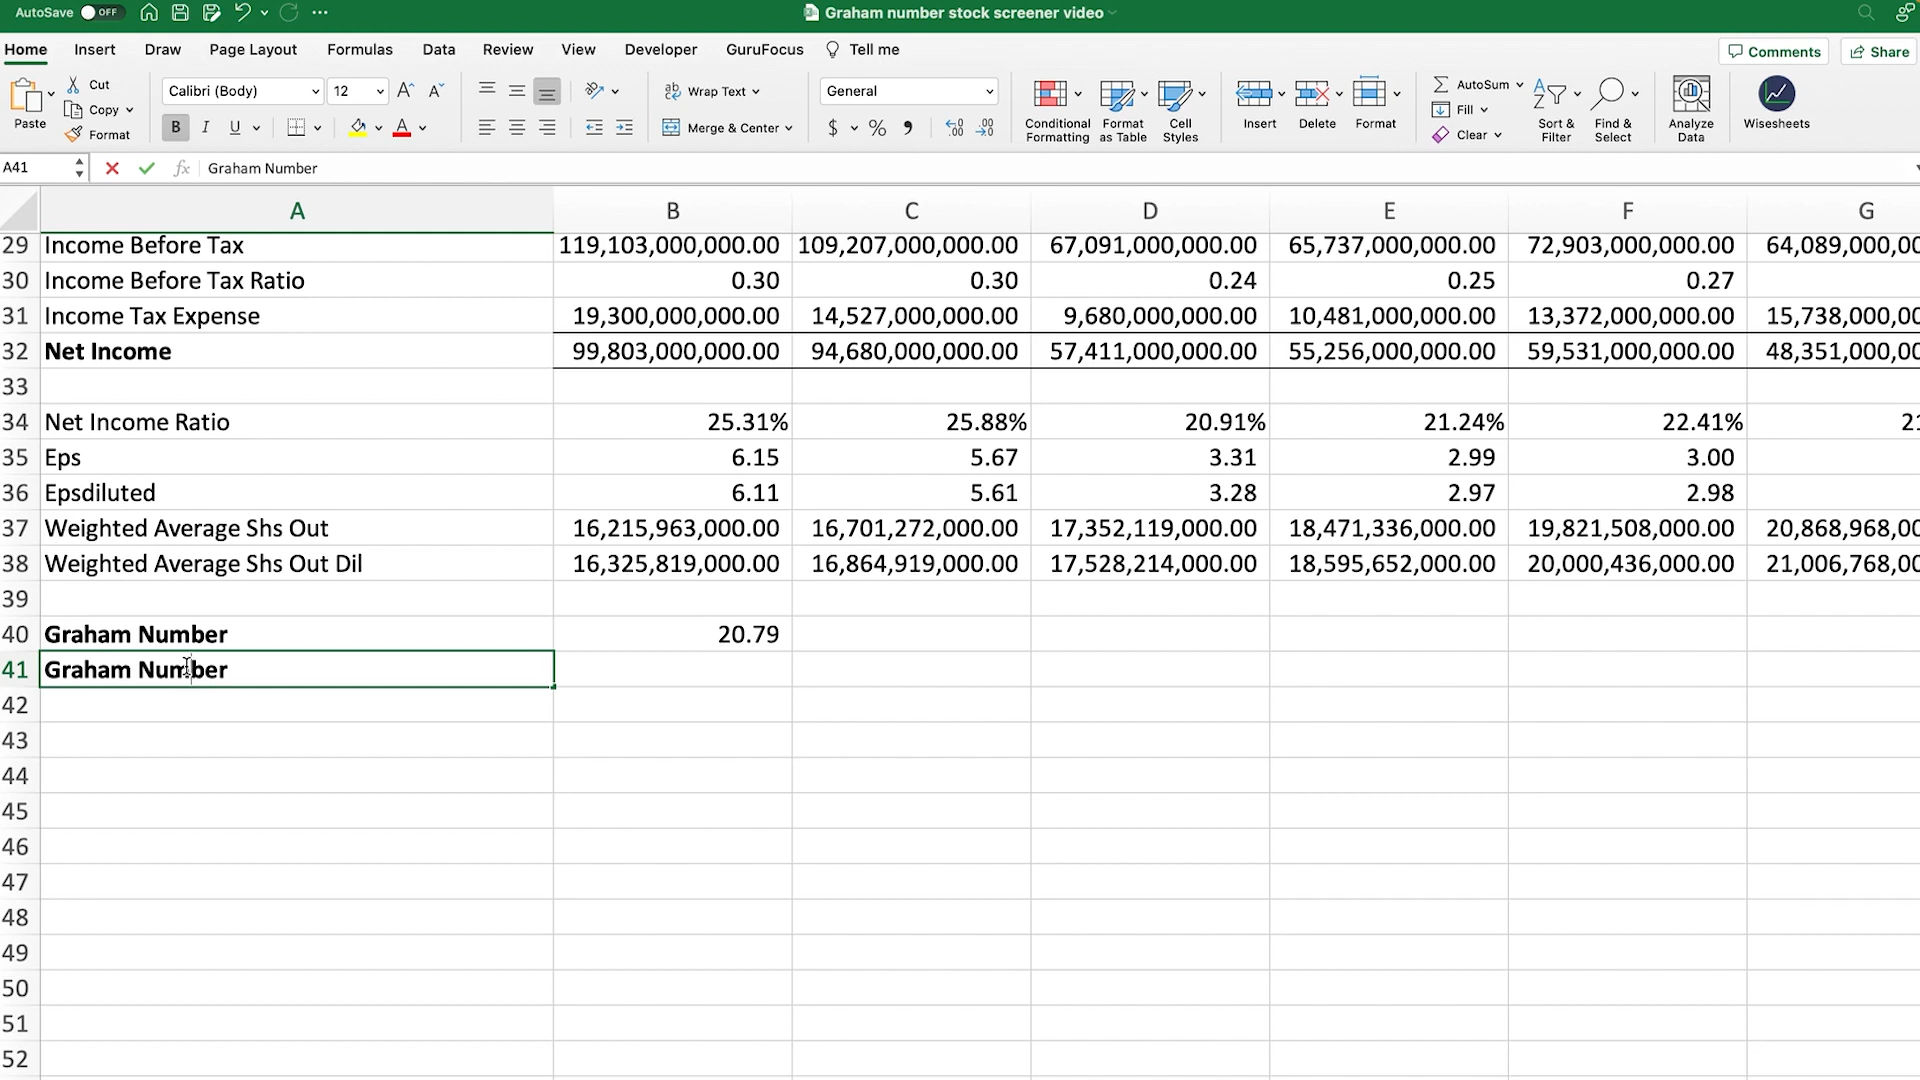 AutoSave OFF ... Graham number stock screener video
Home Insert Draw Page Layout Formulas Data Review View Developer GuruFocus Tell me Comments Share
Paste Cut Copy Format
Calibri (Body) 12 A A
B I U A
Wrap Text
Merge & Center
General
$ % 9
Conditional Formatting
Format as Table
Cell Styles
Insert Delete Format
AutoSum Fill Clear
Sort & Filter
Find & Select
Analyze Data
Wisesheets
A41 fx Graham Number
A B C D E F G
29 Income Before Tax 119,103,000,000.00 109,207,000,000.00 67,091,000,000.00 65,737,000,000.00 72,903,000,000.00 64,089,000,00
30 Income Before Tax Ratio 0.30 0.30 0.24 0.25 0.27
31 Income Tax Expense 19,300,000,000.00 14,527,000,000.00 9,680,000,000.00 10,481,000,000.00 13,372,000,000.00 15,738,000,00
32 Net Income 99,803,000,000.00 94,680,000,000.00 57,411,000,000.00 55,256,000,000.00 59,531,000,000.00 48,351,000,00
33
34 Net Income Ratio 25.31% 25.88% 20.91% 21.24% 22.41% 21
35 Eps 6.15 5.67 3.31 2.99 3.00
36 Epsdiluted 6.11 5.61 3.28 2.97 2.98
37 Weighted Average Shs Out 16,215,963,000.00 16,701,272,000.00 17,352,119,000.00 18,471,336,000.00 19,821,508,000.00 20,868,968,00
38 Weighted Average Shs Out Dil 16,325,819,000.00 16,864,919,000.00 17,528,214,000.00 18,595,652,000.00 20,000,436,000.00 21,006,768,00
39
40 Graham Number 20.79
41 Graham Number
42
43
44
45
46
47
48
49
50
51
52